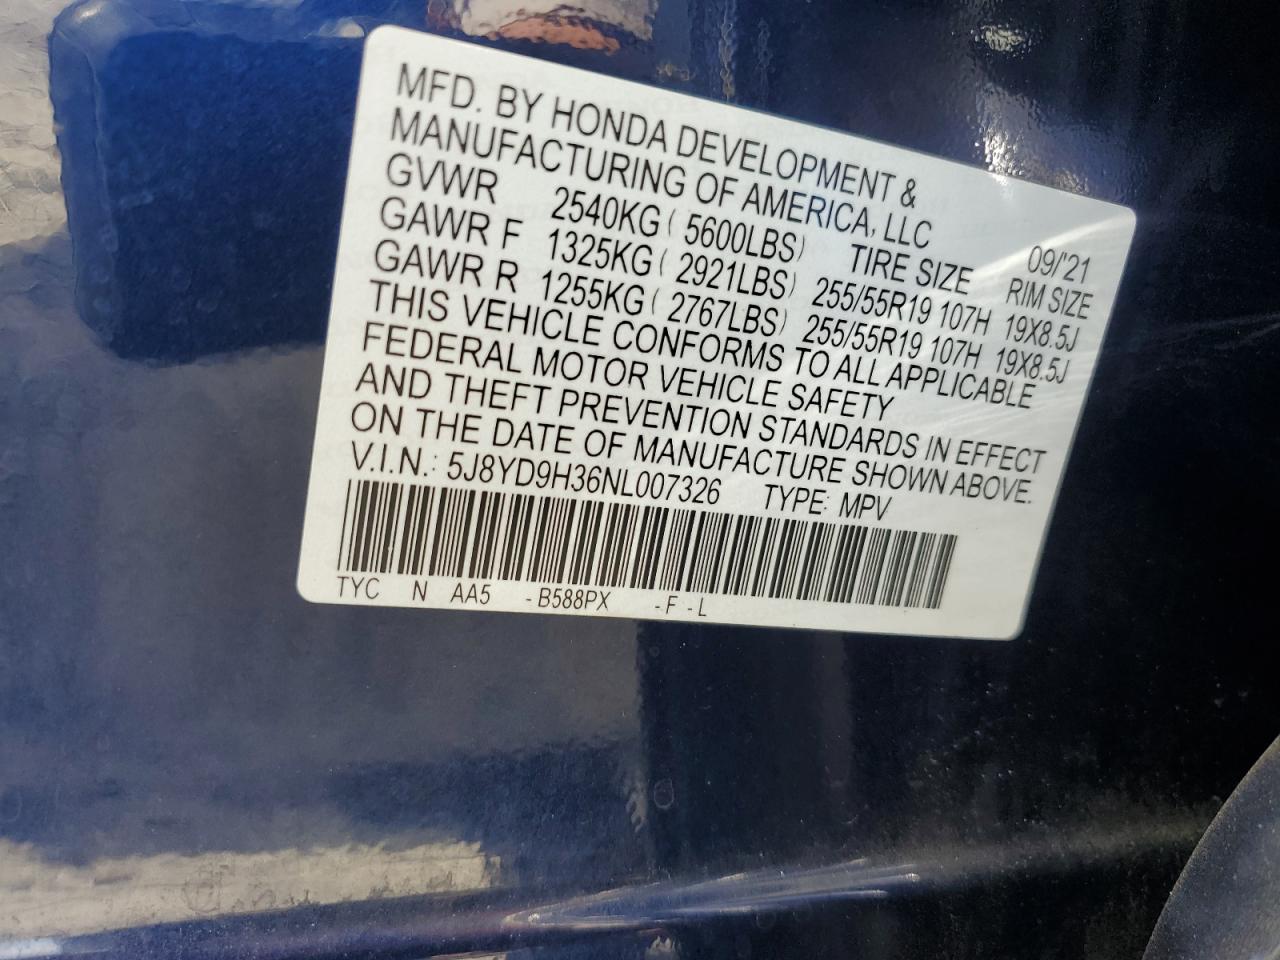 MFD. BY HONDA DEVELOPMENT &
MANUFACTURING OF AMERICA, LLC 09/'21
GVWR 2540KG ( 5600LBS) TIRE SIZE RIM SIZE
GAWR F 1325KG ( 2921LBS) 255/55R19 107H 19X8.5J
GAWR R 1255KG ( 2767LBS) 255/55R19 107H 19X8.5J
THIS VEHICLE CONFORMS TO ALL APPLICABLE
FEDERAL MOTOR VEHICLE SAFETY
AND THEFT PREVENTION STANDARDS IN EFFECT
ON THE DATE OF MANUFACTURE SHOWN ABOVE.
V.I.N.: 5J8YD9H36NL007326 TYPE: MPV
TYC N AA5 -B588PX -F -L